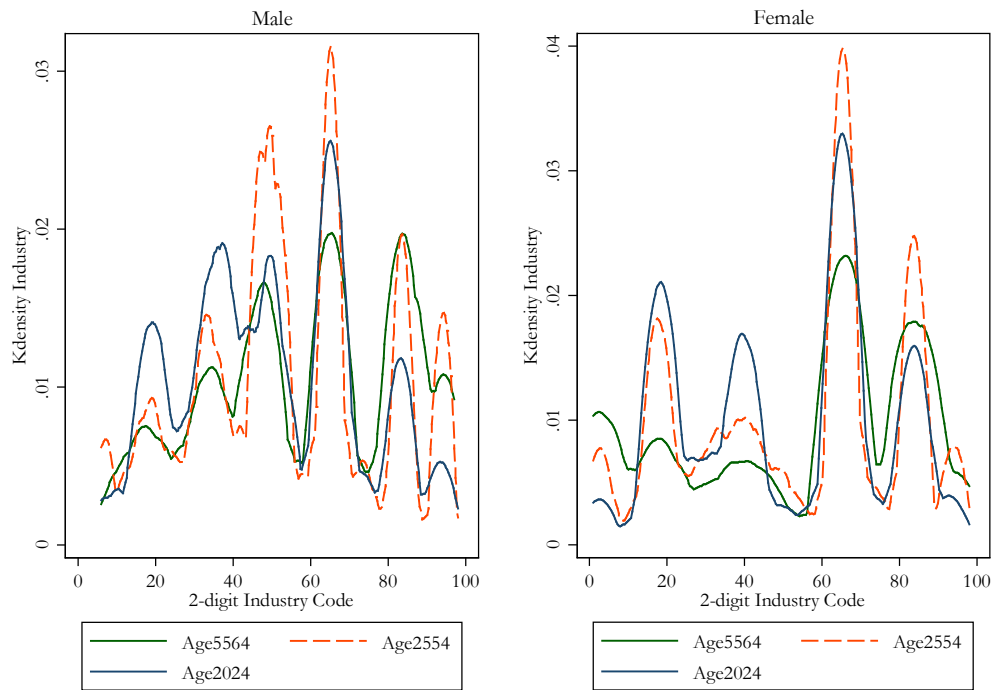 Male
Kdensity Industry
.03
.02
.01
0
0 20 40 60 80 100
2-digit Industry Code
Age5564 Age2554
Age2024
Female
Kdensity Industry
.04
.03
.02
.01
0
0 20 40 60 80 100
2-digit Industry Code
Age5564 Age2554
Age2024